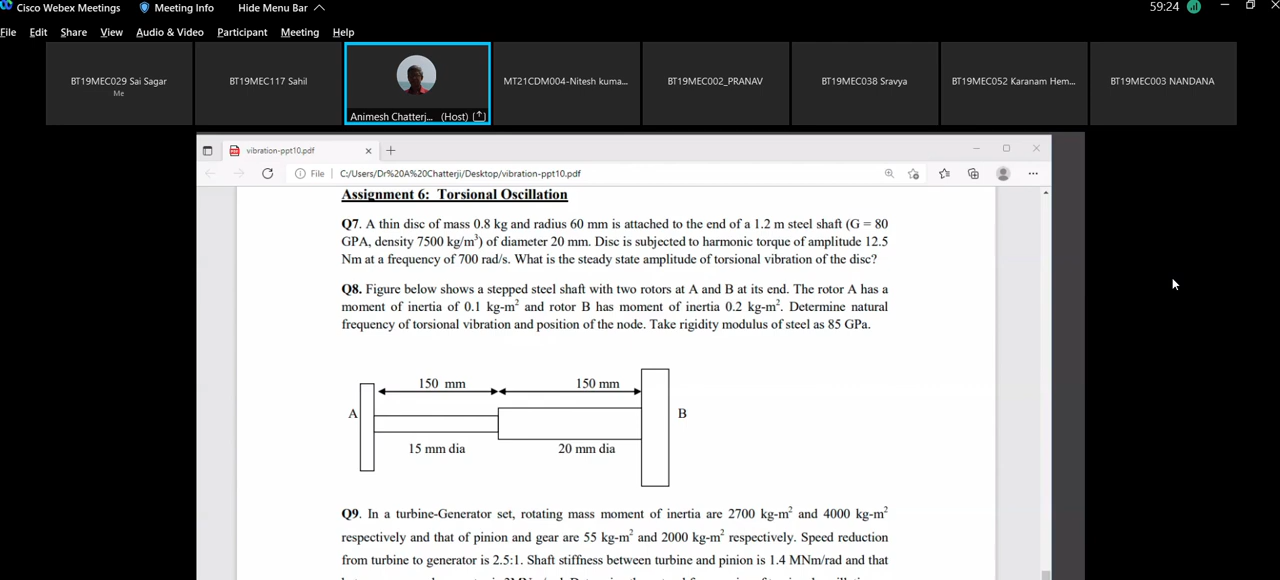 Cisco Webex Meetings Meeting Info Hide Menu Bar 59:24
File Edit Share View Audio & Video Participant Meeting Help
BT19MEC029 Sai Sagar
Me
BT19MEC117 Sahil
Animesh Chatterj... (Host)
MT21CDM004-Nitesh kuma...
BT19MEC002_PRANAV
BT19MEC038 Sravya
BT19MEC052 Karanam Hem...
BT19MEC003 NANDANA
vibration-ppt10.pdf
File C:/Users/Dr%20A%20Chatterji/Desktop/vibration-ppt10.pdf
Assignment 6: Torsional Oscillation
Q7. A thin disc of mass 0.8 kg and radius 60 mm is attached to the end of a 1.2 m steel shaft (G = 80
GPA, density 7500 kg/m³) of diameter 20 mm. Disc is subjected to harmonic torque of amplitude 12.5
Nm at a frequency of 700 rad/s. What is the steady state amplitude of torsional vibration of the disc?
Q8. Figure below shows a stepped steel shaft with two rotors at A and B at its end. The rotor A has a
moment of inertia of 0.1 kg-m² and rotor B has moment of inertia 0.2 kg-m². Determine natural
frequency of torsional vibration and position of the node. Take rigidity modulus of steel as 85 GPa.
150 mm 150 mm
A B
15 mm dia 20 mm dia
Q9. In a turbine-Generator set, rotating mass moment of inertia are 2700 kg-m² and 4000 kg-m²
respectively and that of pinion and gear are 55 kg-m² and 2000 kg-m² respectively. Speed reduction
from turbine to generator is 2.5:1. Shaft stiffness between turbine and pinion is 1.4 MNm/rad and that